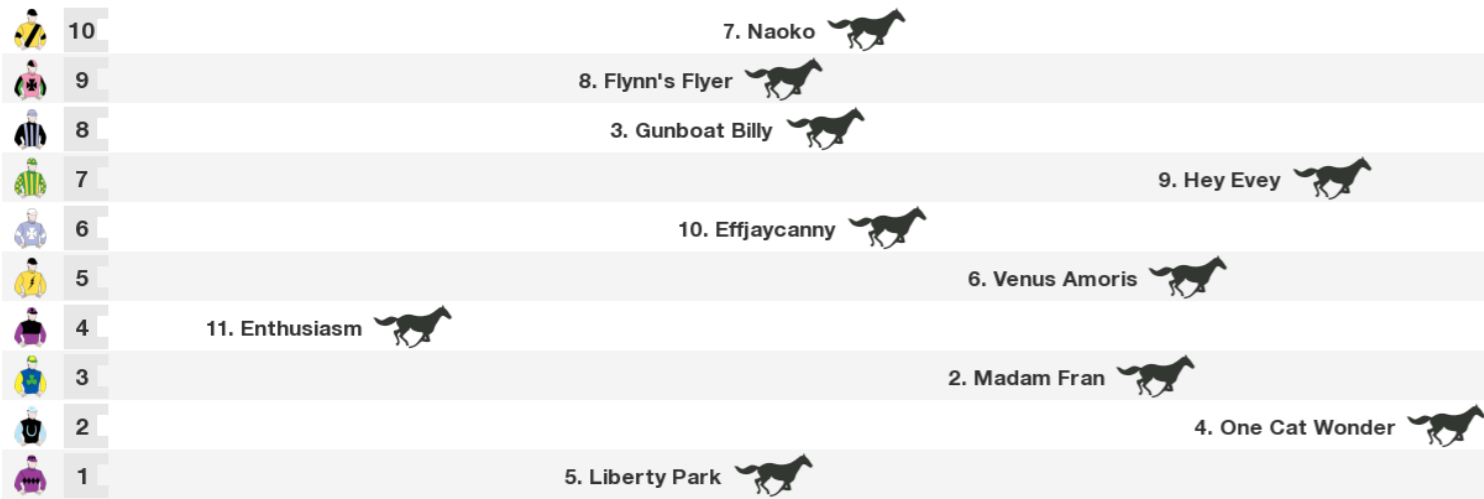 10 7. Naoko
9 8. Flynn's Flyer
8 3. Gunboat Billy
7 9. Hey Evey
6 10. Effjaycanny
5 6. Venus Amoris
4 11. Enthusiasm
3 2. Madam Fran
2 4. One Cat Wonder
1 5. Liberty Park